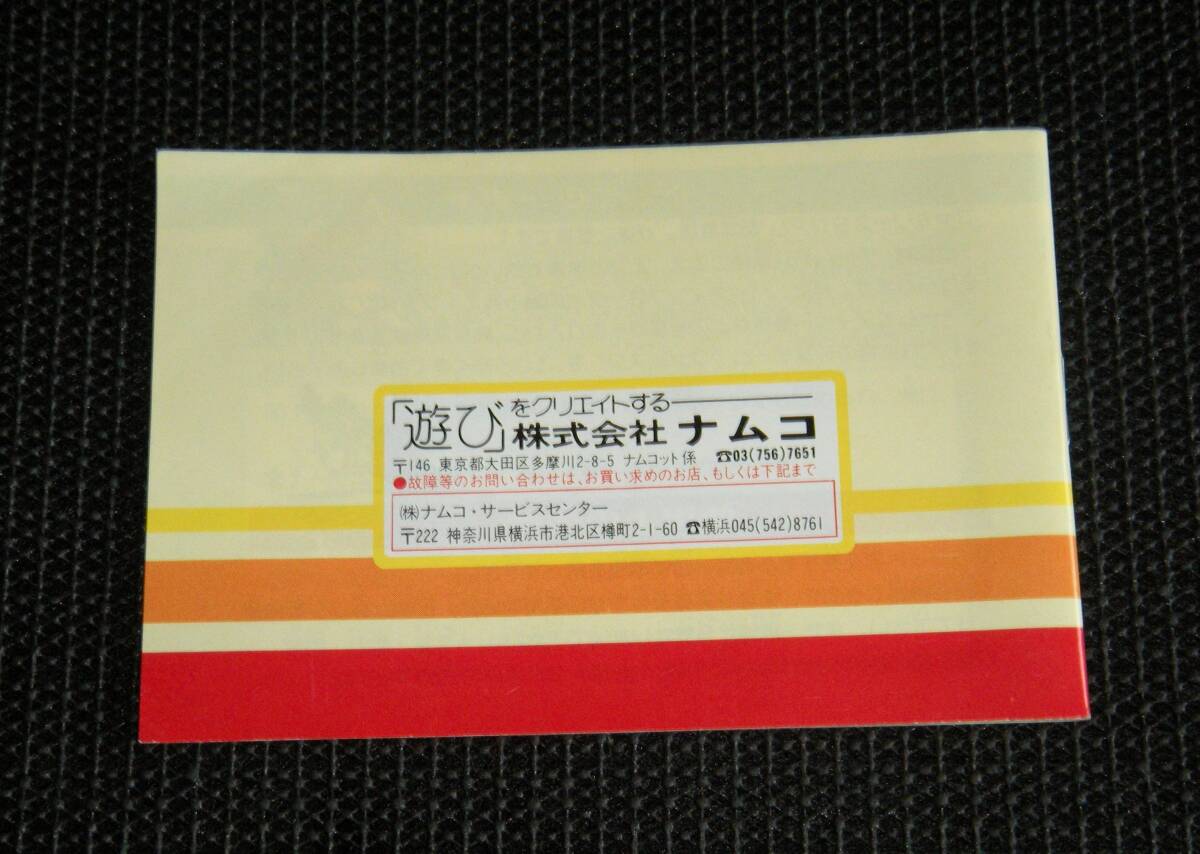 「遊び」をクリエイトする
株式会社ナムコ
〒146 東京都大田区多摩川2-8-5 ナムコット係 ☎03(756)7651
●故障等のお問い合わせは、お買い求めのお店、もしくは下記まで
㈱ナムコ・サービスセンター
〒222 神奈川県横浜市港北区樽町2-1-60 ☎横浜045(542)8761